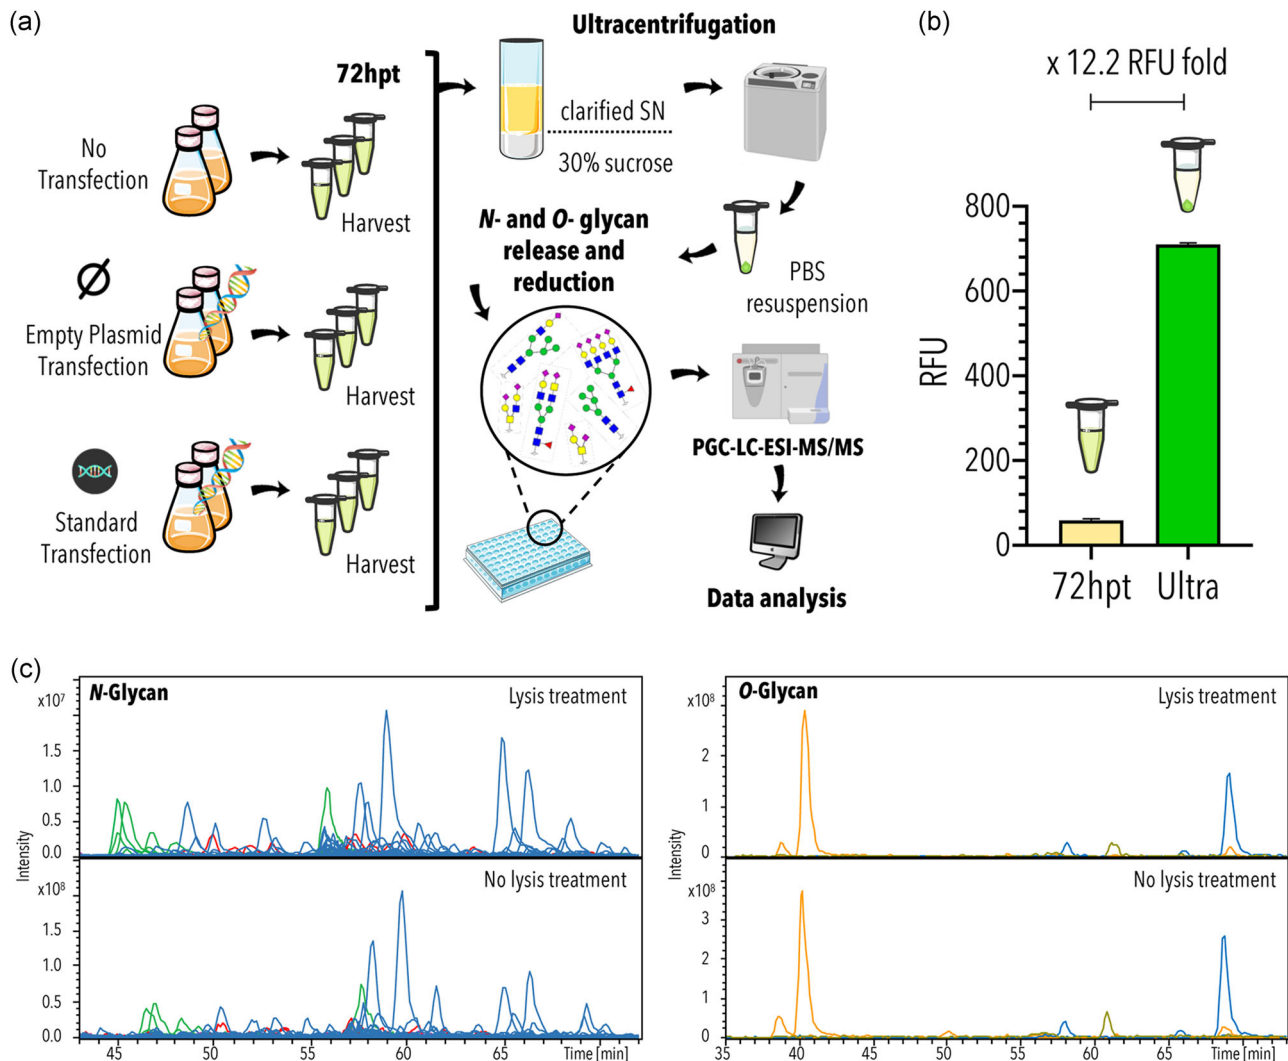 (a)
72hpt
No
Transfection
Harvest
Ø
Empty Plasmid
Transfection
Harvest
Standard
Transfection
Harvest
Ultracentrifugation
clarified SN
30% sucrose
PBS
resuspension
N- and O- glycan
release and
reduction
PGC-LC-ESI-MS/MS
Data analysis
(b)
x 12.2 RFU fold
RFU
800
600
400
200
0
72hpt
Ultra
(c)
N-Glycan
Lysis treatment
x10⁷
1.5
1.0
0.5
0.0
Intensity
No lysis treatment
x10⁸
1.5
1.0
0.5
0.0
45
50
55
60
65
Time [min]
O-Glycan
Lysis treatment
x10⁸
2
1
0
Intensity
No lysis treatment
x10⁸
3
2
1
0
35
40
45
50
55
60
65
Time [min]